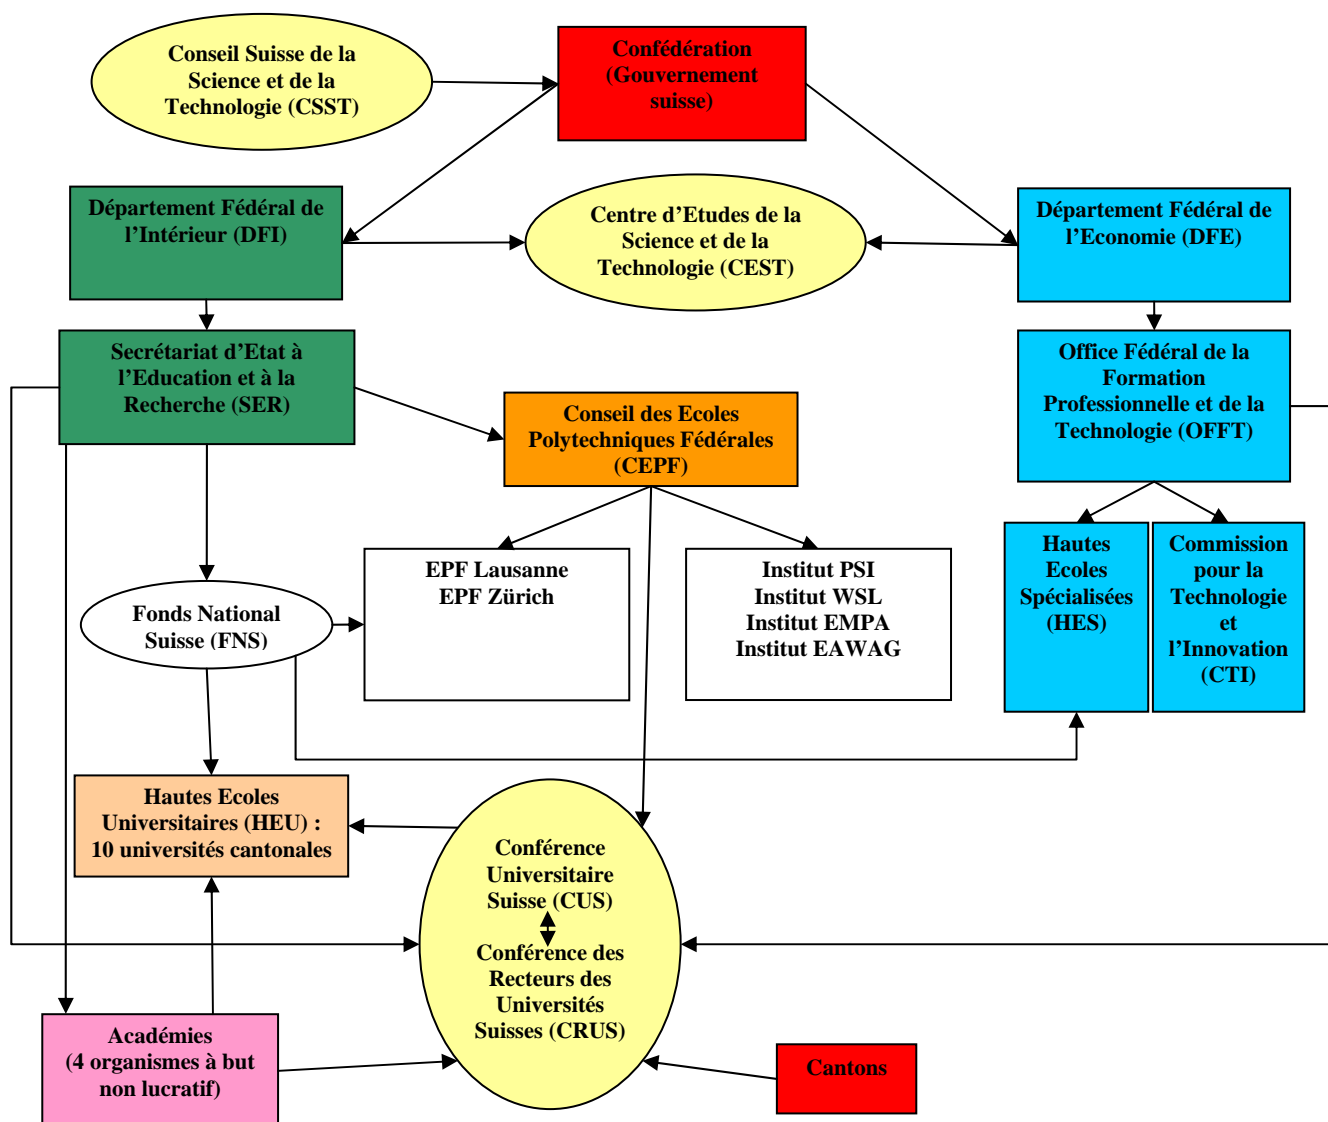 Conseil Suisse de la
Science et de la
Technologie (CSST)
Confédération
(Gouvernement
suisse)
Département Fédéral de
l'Intérieur (DFI)
Centre d'Etudes de la
Science et de la
Technologie (CEST)
Département Fédéral de
l'Economie (DFE)
Secrétariat d'Etat à
l'Education et à la
Recherche (SER)
Conseil des Ecoles
Polytechniques Fédérales
(CEPF)
Office Fédéral de la
Formation
Professionnelle et de la
Technologie (OFFT)
EPF Lausanne
EPF Zürich
Institut PSI
Institut WSL
Institut EMPA
Institut EAWAG
Hautes
Ecoles
Spécialisées
(HES)
Commission
pour la
Technologie
et
l'Innovation
(CTI)
Fonds National
Suisse (FNS)
Hautes Ecoles
Universitaires (HEU) :
10 universités cantonales
Conférence
Universitaire
Suisse (CUS)
Conférence des
Recteurs des
Universités
Suisses (CRUS)
Académies
(4 organismes à but
non lucratif)
Cantons